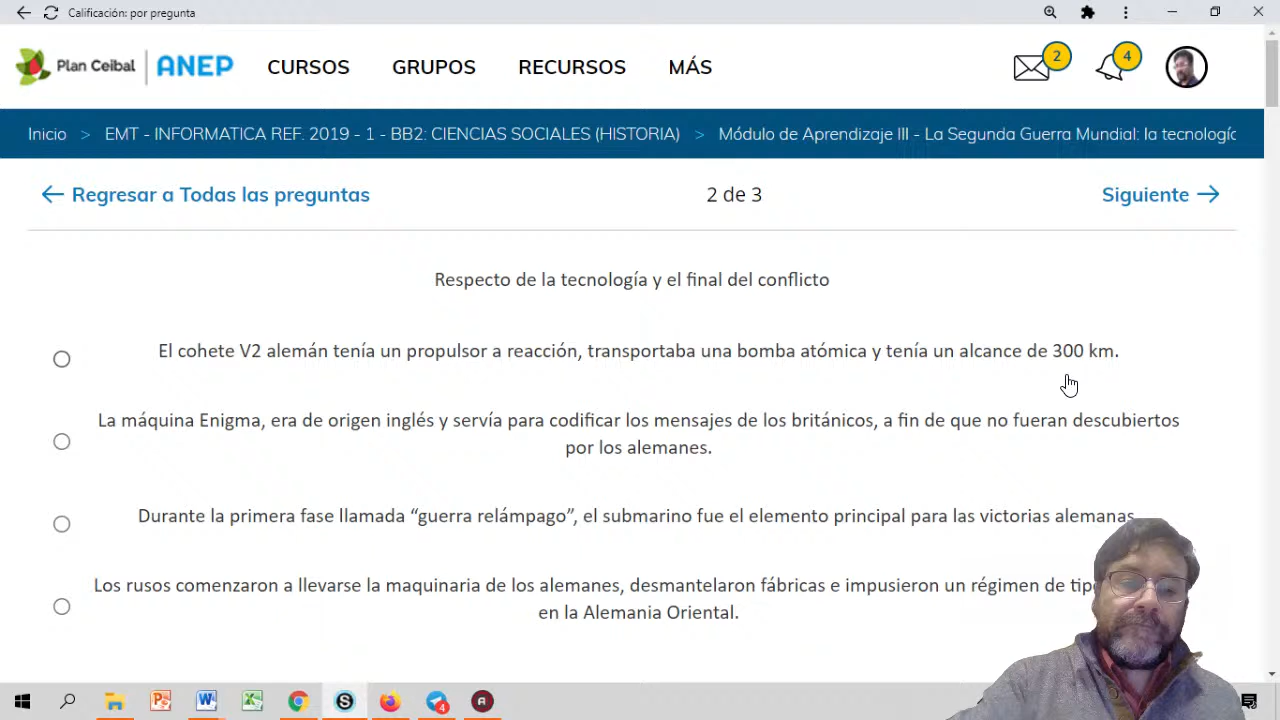 Calificación: por pregunta
Plan Ceibal ANEP CURSOS GRUPOS RECURSOS MÁS 2 4
Inicio > EMT - INFORMATICA REF. 2019 - 1 - BB2: CIENCIAS SOCIALES (HISTORIA) > Módulo de Aprendizaje III - La Segunda Guerra Mundial: la tecnologíc
Regresar a Todas las preguntas 2 de 3 Siguiente
Respecto de la tecnología y el final del conflicto
El cohete V2 alemán tenía un propulsor a reacción, transportaba una bomba atómica y tenía un alcance de 300 km.
La máquina Enigma, era de origen inglés y servía para codificar los mensajes de los británicos, a fin de que no fueran descubiertos
por los alemanes.
Durante la primera fase llamada “guerra relámpago”, el submarino fue el elemento principal para las victorias alemanas
Los rusos comenzaron a llevarse la maquinaria de los alemanes, desmantelaron fábricas e impusieron un régimen de
en la Alemania Oriental.
4